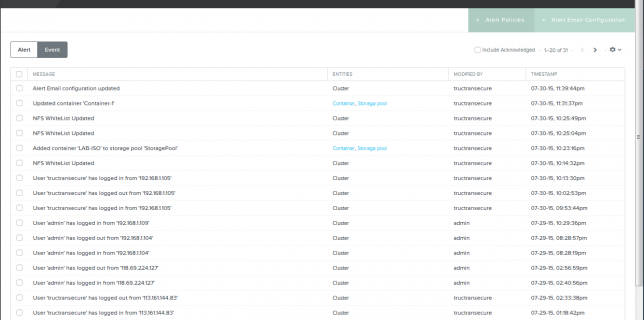 + Alert Policies + Alert Email Configuration
Alert Event Include Acknowledged 1-20 of 31
MESSAGE ENTITIES MODIFIED BY TIMESTAMP
Alert Email configuration updated Cluster tructransecure 07-30-15, 11:39:44pm
Updated container 'Container-1' Container, Storage pool tructransecure 07-30-15, 11:31:37pm
NFS WhiteList Updated Cluster tructransecure 07-30-15, 10:25:49pm
NFS WhiteList Updated Cluster tructransecure 07-30-15, 10:25:04pm
Added container 'LAB-ISO' to storage pool 'StoragePool' Container, Storage pool tructransecure 07-30-15, 10:23:16pm
NFS WhiteList Updated Cluster tructransecure 07-30-15, 10:14:32pm
User 'tructransecure' has logged in from '192.168.1.105' Cluster tructransecure 07-30-15, 10:13:30pm
User 'tructransecure' has logged out from '192.168.1.105' Cluster tructransecure 07-30-15, 10:02:53pm
User 'tructransecure' has logged in from '192.168.1.105' Cluster tructransecure 07-30-15, 09:53:44pm
User 'admin' has logged in from '192.168.1.109' Cluster admin 07-29-15, 10:29:36pm
User 'admin' has logged out from '192.168.1.104' Cluster admin 07-29-15, 08:28:57pm
User 'admin' has logged in from '192.168.1.104' Cluster admin 07-29-15, 08:28:19pm
User 'admin' has logged out from '118.69.224.127' Cluster admin 07-29-15, 02:56:59pm
User 'admin' has logged in from '118.69.224.127' Cluster admin 07-29-15, 02:40:56pm
User 'tructransecure' has logged out from '113.161.144.83' Cluster tructransecure 07-29-15, 02:33:38pm
User 'tructransecure' has logged in from '113.161.144.83' Cluster tructransecure 07-29-15, 01:18:42pm